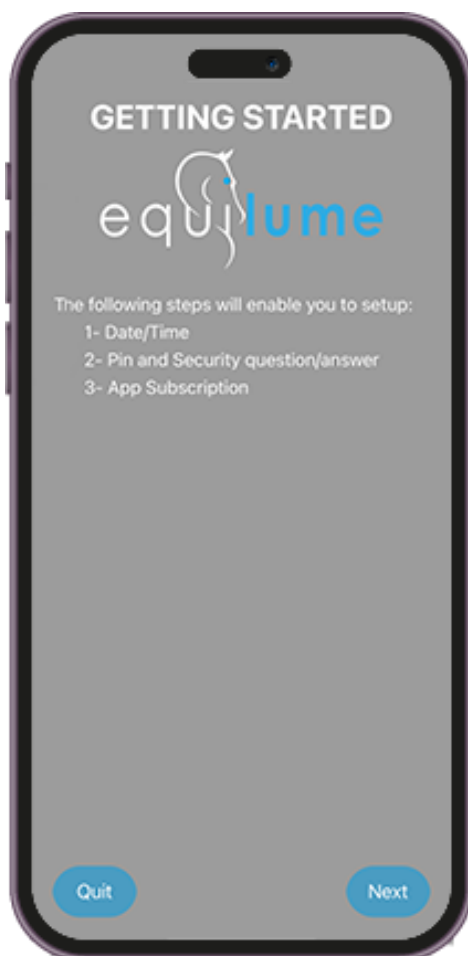 GETTING STARTED
equilume
The following steps will enable you to setup:
1- Date/Time
2- Pin and Security question/answer
3- App Subscription
Quit
Next